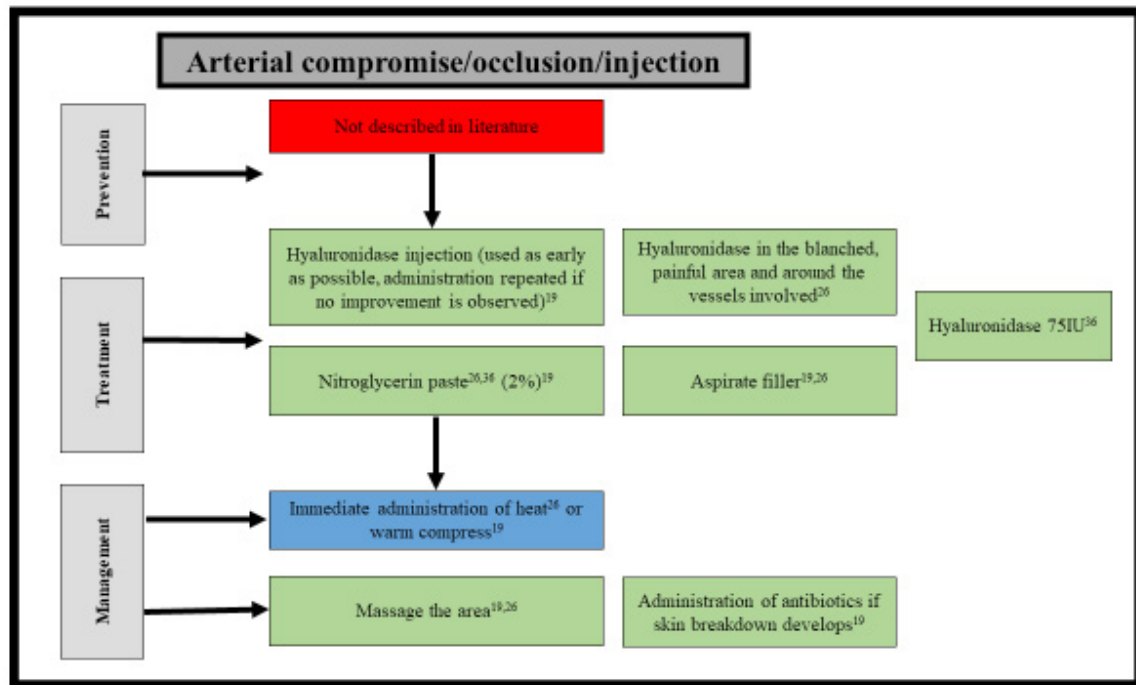 Arterial compromise/occlusion/injection
Prevention
Not described in literature
Treatment
Hyaluronidase injection (used as early
as possible, administration repeated if
no improvement is observed)19
Hyaluronidase in the blanched,
painful area and around the
vessels involved26
Hyaluronidase 75IU36
Nitroglycerin paste26,36 (2%)19
Aspirate filler19,26
Management
Immediate administration of heat26 or
warm compress19
Massage the area19,26
Administration of antibiotics if
skin breakdown develops19